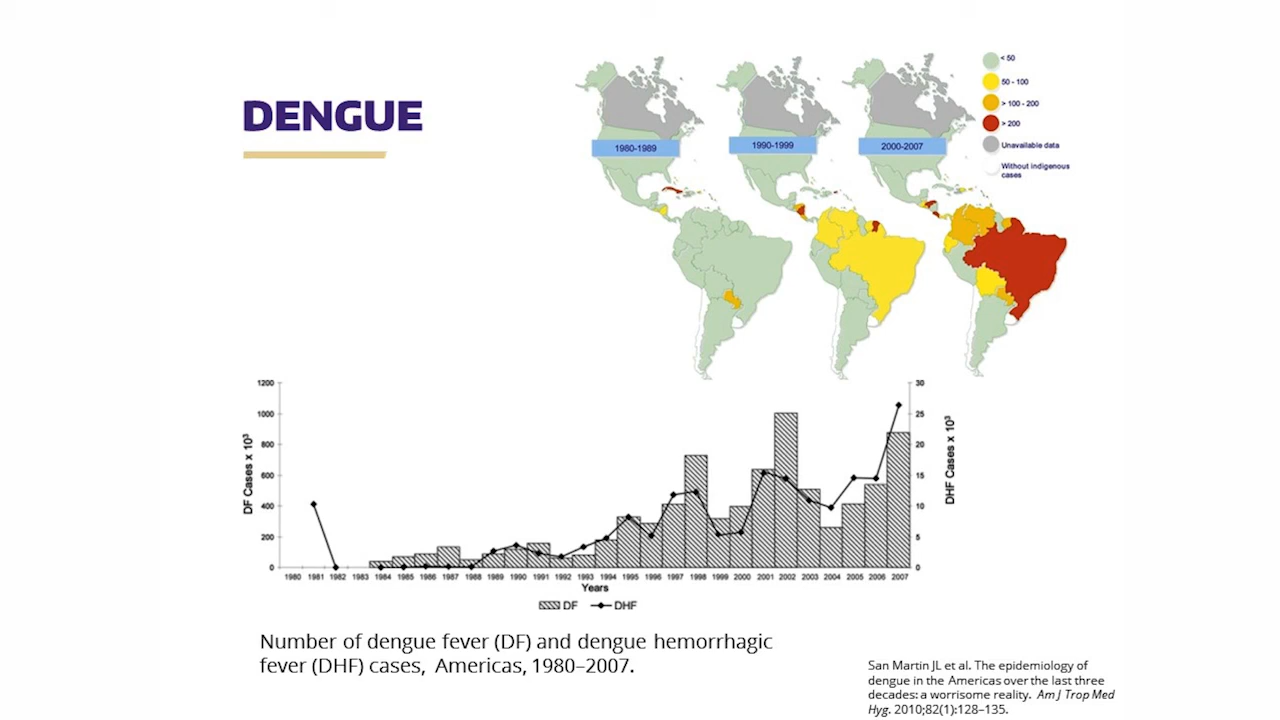 DENGUE
1980-1989
1990-1999
2000-2007
< 50
50 - 100
> 100 - 200
> 200
Unavailable data
Without indigenous
cases
DF Cases x 10³
1200
1000
800
600
400
200
0
30
25
20
15
10
5
0
DHF Cases x 10³
1980 1981 1982 1983 1984 1985 1986 1987 1988 1989 1990 1991 1992 1993 1994 1995 1996 1997 1998 1999 2000 2001 2002 2003 2004 2005 2006 2007
Years
DF DHF
Number of dengue fever (DF) and dengue hemorrhagic
fever (DHF) cases, Americas, 1980–2007.
San Martin JL et al. The epidemiology of
dengue in the Americas over the last three
decades: a worrisome reality. Am J Trop Med
Hyg. 2010;82(1):128–135.